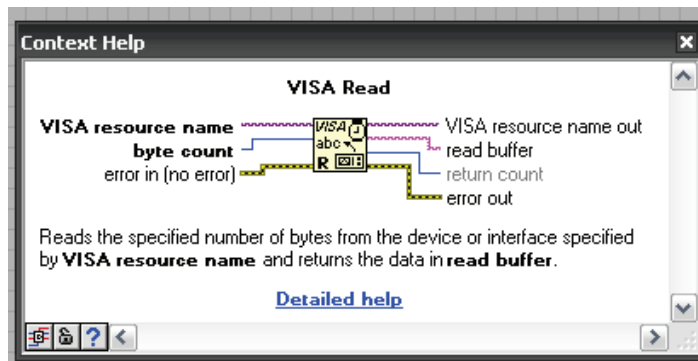 Context Help
VISA Read
VISA resource name VISA VISA resource name out
byte count abc read buffer
error in (no error) R return count
error out
Reads the specified number of bytes from the device or interface specified
by VISA resource name and returns the data in read buffer.
Detailed help
?